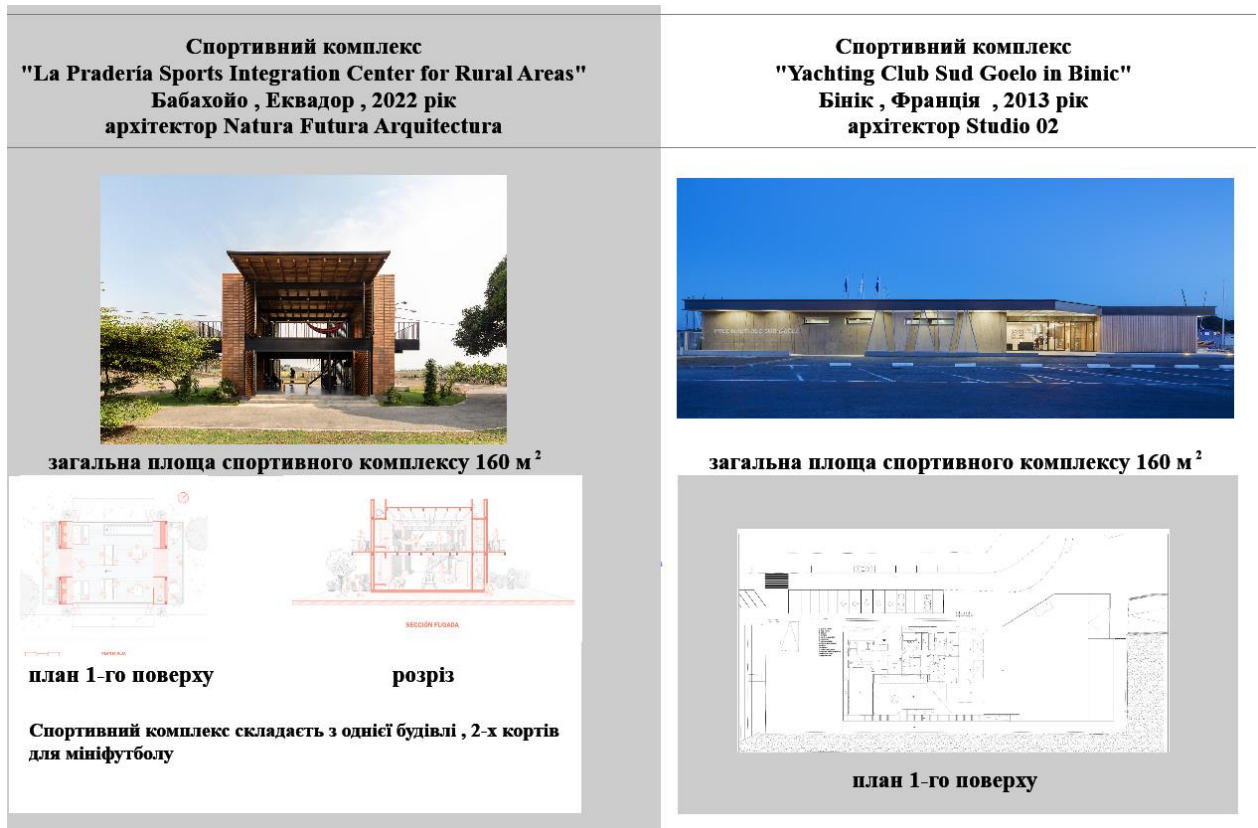 Спортивний комплекс
"La Pradería Sports Integration Center for Rural Areas"
Бабахойо , Еквадор , 2022 рік
архітектор Natura Futura Arquitectura
загальна площа спортивного комплексу 160 м²
SECCIÓN FUGADA
план 1-го поверху
розріз
Спортивний комплекс складаєть з однієї будівлі , 2-х кортів
для мініфутболу
Спортивний комплекс
"Yachting Club Sud Goelo in Binic"
Бінік , Франція , 2013 рік
архітектор Studio 02
загальна площа спортивного комплексу 160 м²
план 1-го поверху